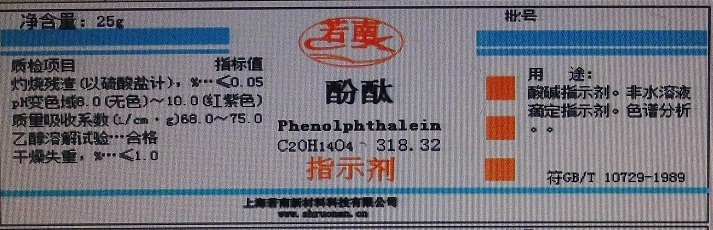 净含量：25g
质检项目 指标值
灼烧残渣(以硫酸盐计)，%…≤0.05
pH变色域8.0(无色)～10.0(红紫色)
质量吸收系数(L/cm·g)68.0～75.0
乙醇溶解试验…合格
干燥失重，%…≤1.0
若南
酚酞
Phenolphthalein
C20H14O4 318.32
指示剂
上海若南新材料科技有限公司
www.shruonan.cn
批号
用 途：
酸碱指示剂。非水溶液
滴定指示剂。色谱分析
。。
符GB/T 10729-1989